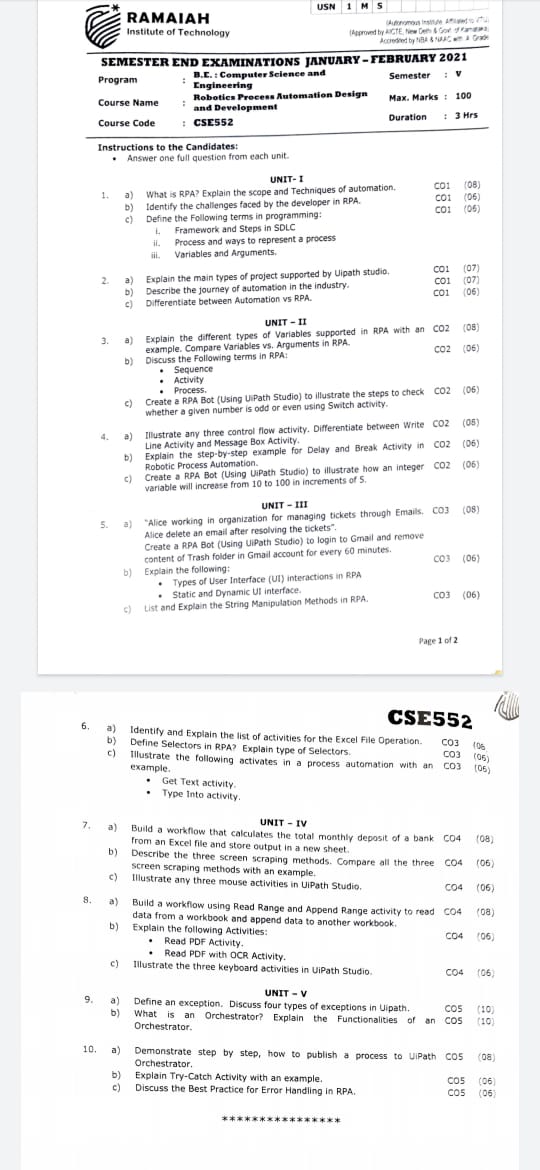 USN 1 M S
RAMAIAH
Institute of Technology
(Autonomous Institute, Affiliated to VTU)
(Approved by AICTE, New Delhi & Govt. of Karnataka)
Accredited by NBA & NAAC with A Grade
SEMESTER END EXAMINATIONS JANUARY – FEBRUARY 2021
Program : B.E. : Computer Science and Engineering Semester : V
Course Name : Robotics Process Automation Design and Development Max. Marks : 100
Course Code : CSE552 Duration : 3 Hrs
Instructions to the Candidates:
• Answer one full question from each unit.
UNIT- I
1. a) What is RPA? Explain the scope and Techniques of automation. CO1 (08)
b) Identify the challenges faced by the developer in RPA. CO1 (06)
c) Define the Following terms in programming: CO1 (06)
i. Framework and Steps in SDLC
ii. Process and ways to represent a process
iii. Variables and Arguments.
2. a) Explain the main types of project supported by Uipath studio. CO1 (07)
b) Describe the journey of automation in the industry. CO1 (07)
c) Differentiate between Automation vs RPA. CO1 (06)
UNIT – II
3. a) Explain the different types of Variables supported in RPA with an CO2 (08)
example. Compare Variables vs. Arguments in RPA.
b) Discuss the Following terms in RPA: CO2 (06)
• Sequence
• Activity
• Process.
c) Create a RPA Bot (Using UiPath Studio) to illustrate the steps to check CO2 (06)
whether a given number is odd or even using Switch activity.
4. a) Illustrate any three control flow activity. Differentiate between Write CO2 (08)
Line Activity and Message Box Activity.
b) Explain the step-by-step example for Delay and Break Activity in CO2 (06)
Robotic Process Automation.
c) Create a RPA Bot (Using UiPath Studio) to illustrate how an integer CO2 (06)
variable will increase from 10 to 100 in increments of 5.
UNIT – III
5. a) "Alice working in organization for managing tickets through Emails. CO3 (08)
Alice delete an email after resolving the tickets".
Create a RPA Bot (Using UiPath Studio) to login to Gmail and remove
content of Trash folder in Gmail account for every 60 minutes.
b) Explain the following: CO3 (06)
• Types of User Interface (UI) interactions in RPA
• Static and Dynamic UI interface.
c) List and Explain the String Manipulation Methods in RPA. CO3 (06)
Page 1 of 2
CSE552
6. a) Identify and Explain the list of activities for the Excel File Operation. CO3 (06
b) Define Selectors in RPA? Explain type of Selectors. CO3 (06)
c) Illustrate the following activates in a process automation with an CO3 (06)
example.
• Get Text activity.
• Type Into activity.
UNIT – IV
7. a) Build a workflow that calculates the total monthly deposit of a bank CO4 (08)
from an Excel file and store output in a new sheet.
b) Describe the three screen scraping methods. Compare all the three CO4 (06)
screen scraping methods with an example.
c) Illustrate any three mouse activities in UiPath Studio. CO4 (06)
8. a) Build a workflow using Read Range and Append Range activity to read CO4 (08)
data from a workbook and append data to another workbook.
b) Explain the following Activities: CO4 (06)
• Read PDF Activity.
• Read PDF with OCR Activity.
c) Illustrate the three keyboard activities in UiPath Studio. CO4 (06)
UNIT – V
9. a) Define an exception. Discuss four types of exceptions in Uipath. CO5 (10)
b) What is an Orchestrator? Explain the Functionalities of an CO5 (10)
Orchestrator.
10. a) Demonstrate step by step, how to publish a process to UiPath CO5 (08)
Orchestrator.
b) Explain Try-Catch Activity with an example. CO5 (06)
c) Discuss the Best Practice for Error Handling in RPA. CO5 (06)
****************